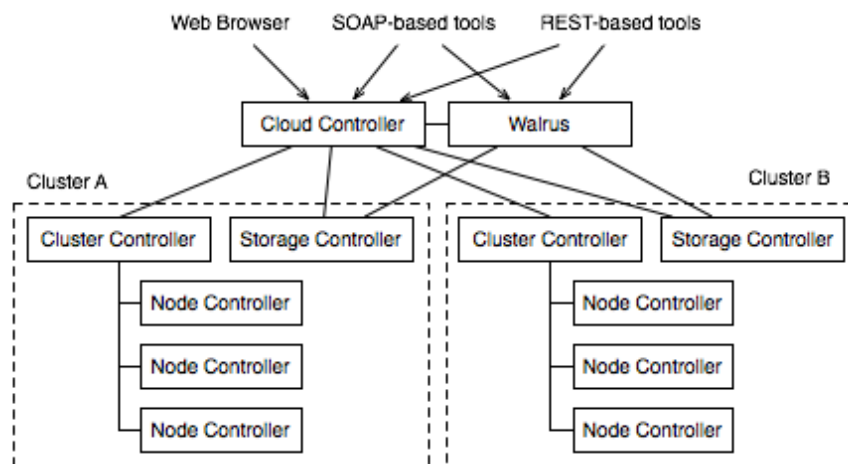 Web Browser SOAP-based tools REST-based tools
Cloud Controller Walrus
Cluster A Cluster B
Cluster Controller Storage Controller Cluster Controller Storage Controller
Node Controller Node Controller
Node Controller Node Controller
Node Controller Node Controller